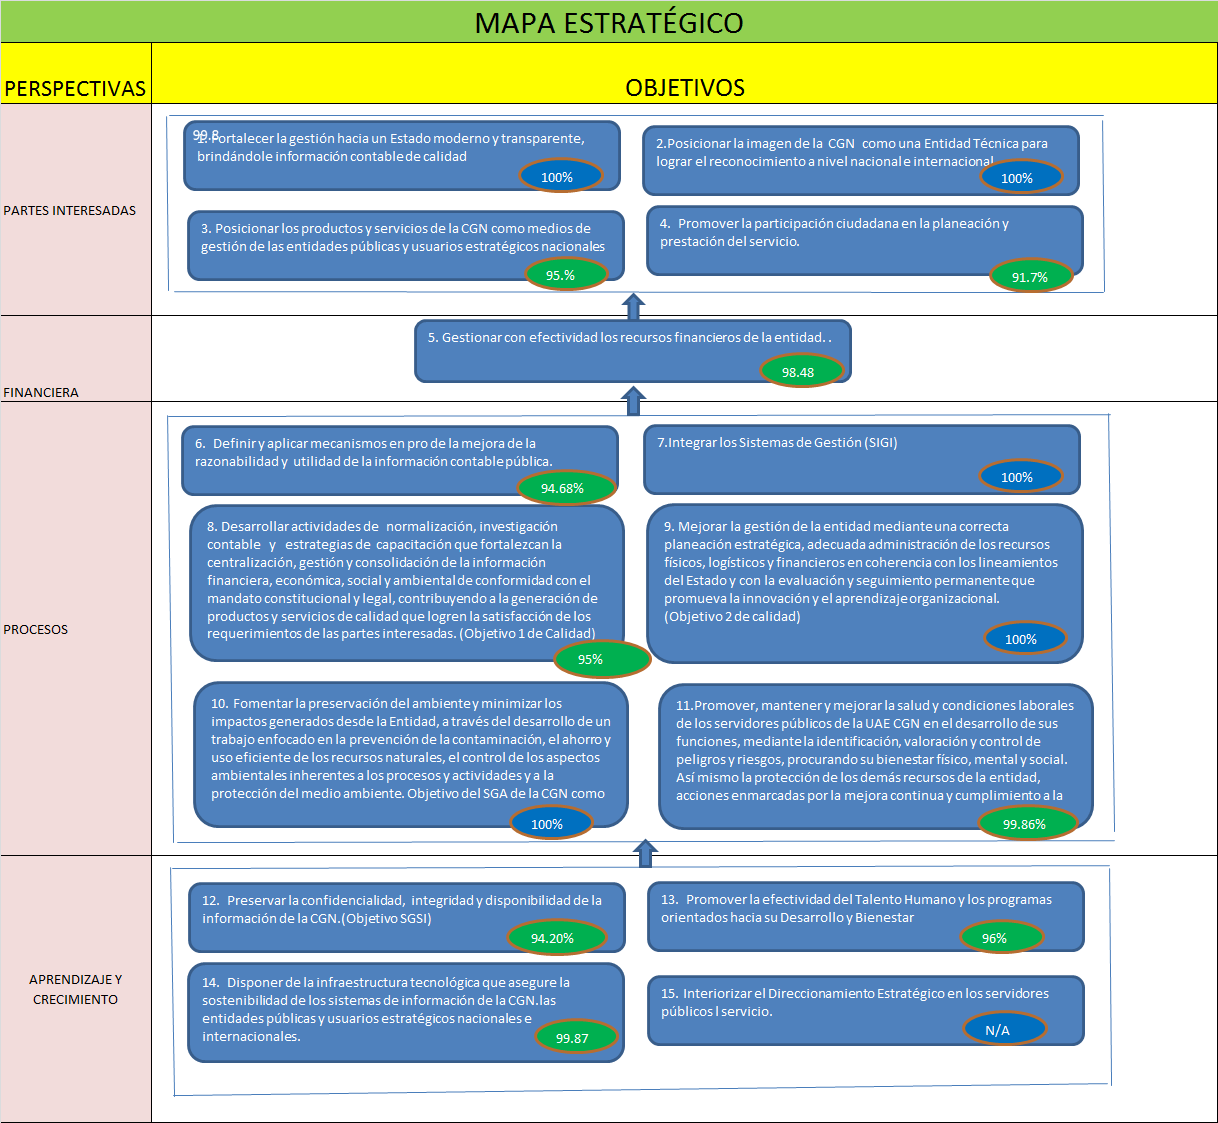 MAPA ESTRATÉGICO
PERSPECTIVAS
OBJETIVOS
PARTES INTERESADAS
99.8
1. Fortalecer la gestión hacia un Estado moderno y transparente,
brindándole información contable de calidad
100%
2.Posicionar la imagen de la CGN como una Entidad Técnica para
lograr el reconocimiento a nivel nacional e internacional
100%
3. Posicionar los productos y servicios de la CGN como medios de
gestión de las entidades públicas y usuarios estratégicos nacionales
95.%
4. Promover la participación ciudadana en la planeación y
prestación del servicio.
91.7%
FINANCIERA
5. Gestionar con efectividad los recursos financieros de la entidad. .
98.48
PROCESOS
6. Definir y aplicar mecanismos en pro de la mejora de la
razonabilidad y utilidad de la información contable pública.
94.68%
7.Integrar los Sistemas de Gestión (SIGI)
100%
8. Desarrollar actividades de normalización, investigación
contable y estrategias de capacitación que fortalezcan la
centralización, gestión y consolidación de la información
financiera, económica, social y ambiental de conformidad con el
mandato constitucional y legal, contribuyendo a la generación de
productos y servicios de calidad que logren la satisfacción de los
requerimientos de las partes interesadas. (Objetivo 1 de Calidad)
95%
9. Mejorar la gestión de la entidad mediante una correcta
planeación estratégica, adecuada administración de los recursos
físicos, logísticos y financieros en coherencia con los lineamientos
del Estado y con la evaluación y seguimiento permanente que
promueva la innovación y el aprendizaje organizacional.
(Objetivo 2 de calidad)
100%
10. Fomentar la preservación del ambiente y minimizar los
impactos generados desde la Entidad, a través del desarrollo de un
trabajo enfocado en la prevención de la contaminación, el ahorro y
uso eficiente de los recursos naturales, el control de los aspectos
ambientales inherentes a los procesos y actividades y a la
protección del medio ambiente. Objetivo del SGA de la CGN como
100%
11.Promover, mantener y mejorar la salud y condiciones laborales
de los servidores públicos de la UAE CGN en el desarrollo de sus
funciones, mediante la identificación, valoración y control de
peligros y riesgos, procurando su bienestar físico, mental y social.
Así mismo la protección de los demás recursos de la entidad,
acciones enmarcadas por la mejora continua y cumplimiento a la
99.86%
APRENDIZAJE Y
CRECIMIENTO
12. Preservar la confidencialidad, integridad y disponibilidad de la
información de la CGN.(Objetivo SGSI)
94.20%
13. Promover la efectividad del Talento Humano y los programas
orientados hacia su Desarrollo y Bienestar
96%
14. Disponer de la infraestructura tecnológica que asegure la
sostenibilidad de los sistemas de información de la CGN.las
entidades públicas y usuarios estratégicos nacionales e
internacionales.
99.87
15. Interiorizar el Direccionamiento Estratégico en los servidores
públicos l servicio.
N/A